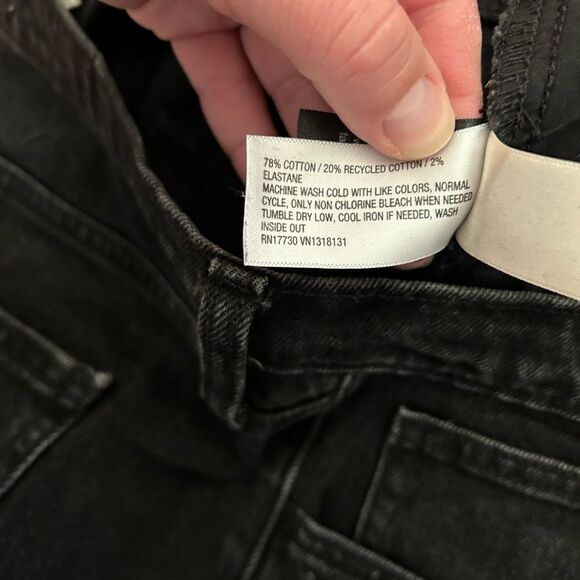 78% COTTON / 20% RECYCLED COTTON / 2%
ELASTANE
MACHINE WASH COLD WITH LIKE COLORS, NORMAL
CYCLE, ONLY NON CHLORINE BLEACH WHEN NEEDED
TUMBLE DRY LOW, COOL IRON IF NEEDED, WASH
INSIDE OUT
RN17730 VN1318131